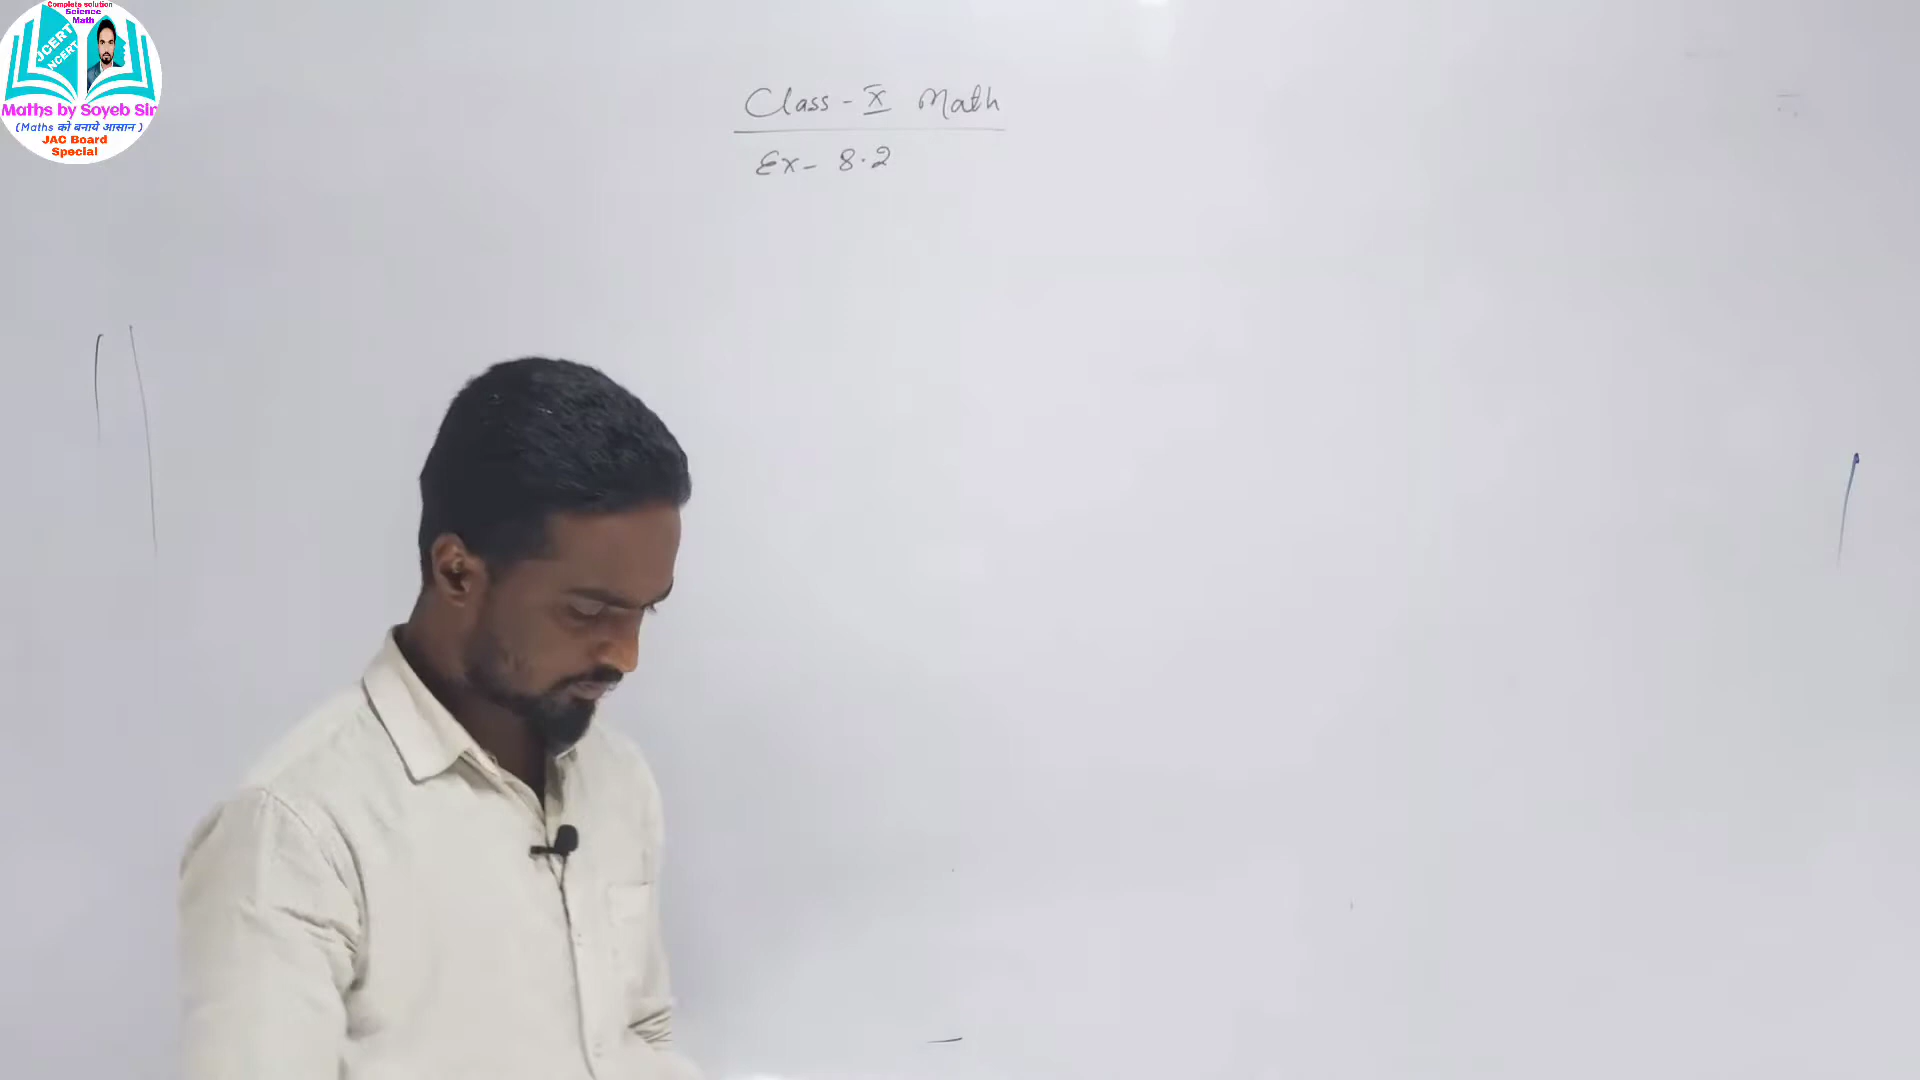 Complete solution
Science
Math
JCERT
NCERT
Maths by Soyeb Sir
(Maths को बनाये आसान )
JAC Board
Special
Class - X Math
Ex - 8.2